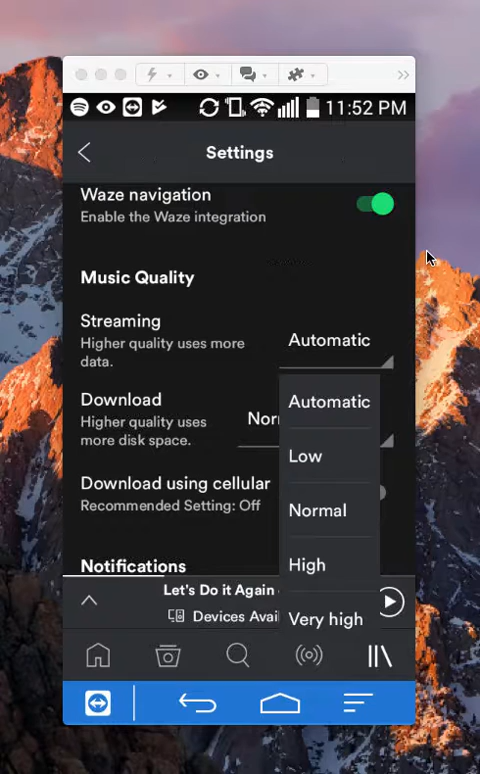 11:52 PM
Settings
Waze navigation
Enable the Waze integration
Music Quality
Streaming
Higher quality uses more
data.
Automatic
Download
Higher quality uses
more disk space.
Automatic
Low
Normal
High
Very high
Download using cellular
Recommended Setting: Off
Notifications
Let's Do it Again
Devices